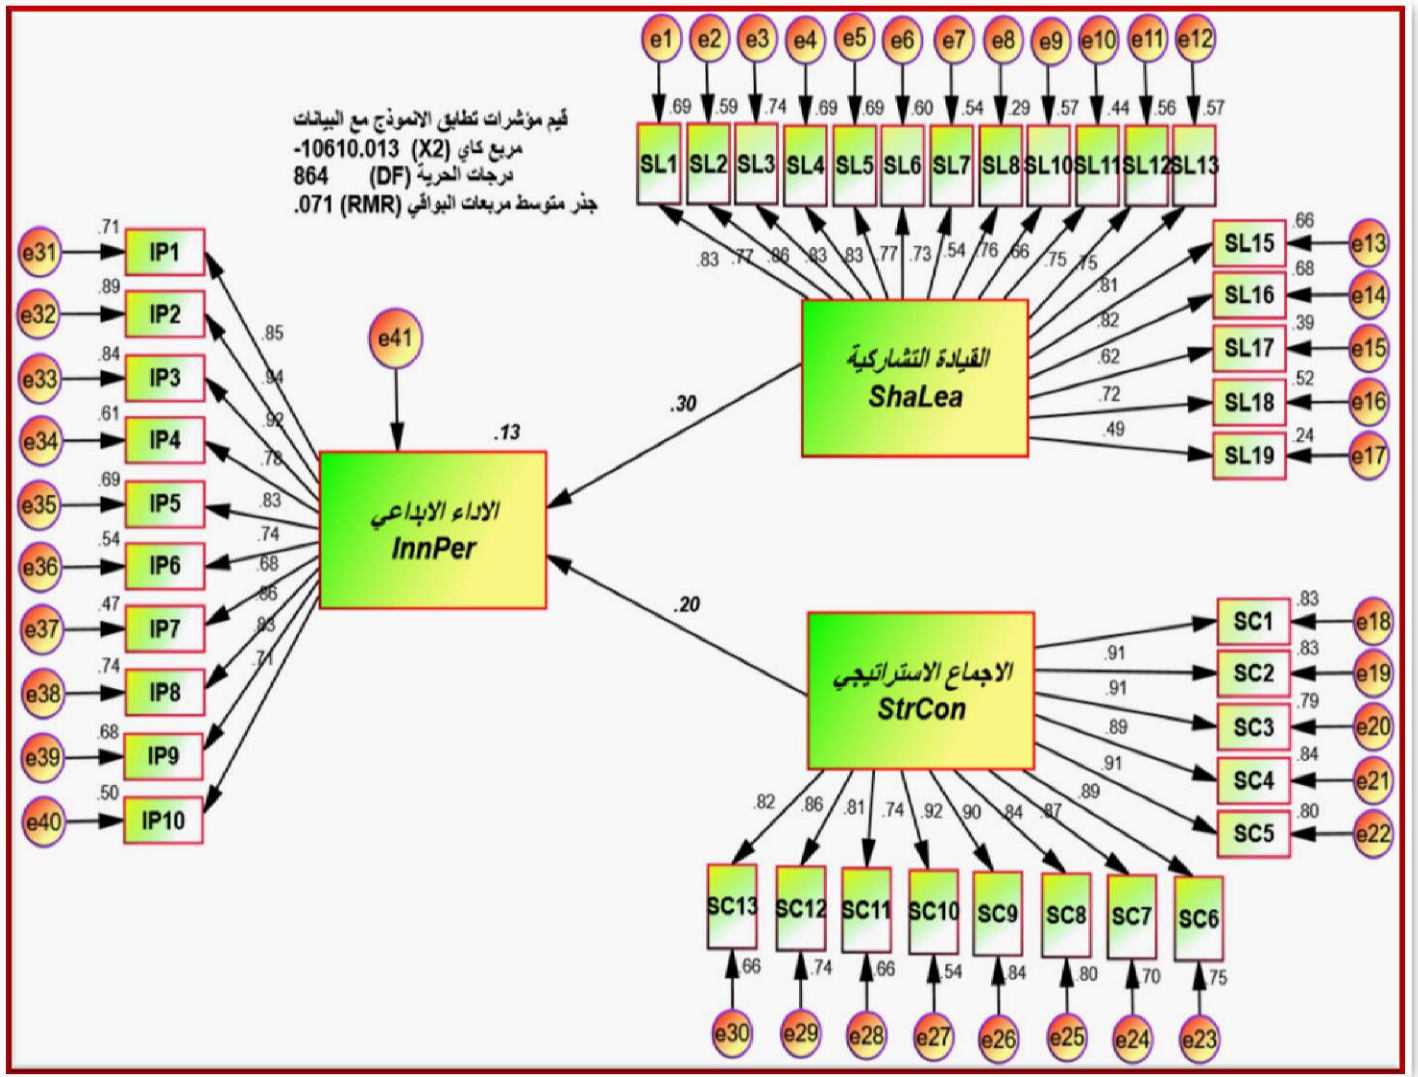 e1 e2 e3 e4 e5 e6 e7 e8 e9 e10 e11 e12
.69 .59 .74 .69 .69 .60 .54 .29 .57 .44 .56 .57
SL1 SL2 SL3 SL4 SL5 SL6 SL7 SL8 SL10 SL11 SL12 SL13
.83 .77 .86 .83 .83 .77 .73 .54 .76 .66 .75 .75
قيم مؤشرات تطابق الانموذج مع البيانات
مربع كاي (X2) 10610.013-
درجات الحرية (DF) 864
جذر متوسط مربعات البواقي (RMR) 071.
.81 SL15 .66 e13
.82 SL16 .68 e14
.62 SL17 .39 e15
.72 SL18 .52 e16
.49 SL19 .24 e17
القيادة التشاركية
ShaLea
.30
e31 .71 IP1 .85
e32 .89 IP2 .94
e33 .84 IP3 .92
e34 .61 IP4 .78
e35 .69 IP5 .83
e36 .54 IP6 .74
e37 .47 IP7 .68
e38 .74 IP8 .86
e39 .68 IP9 .83
e40 .50 IP10 .71
e41
.13
الاداء الابداعي
InnPer
.20
الاجماع الاستراتيجي
StrCon
SC1 .83 e18
.91 SC2 .83 e19
.91 SC3 .79 e20
.89 SC4 .84 e21
.91 SC5 .80 e22
.82 .86 .81 .74 .92 .90 .84 .87 .89
SC13 SC12 SC11 SC10 SC9 SC8 SC7 SC6
.66 .74 .66 .54 .84 .80 .70 .75
e30 e29 e28 e27 e26 e25 e24 e23